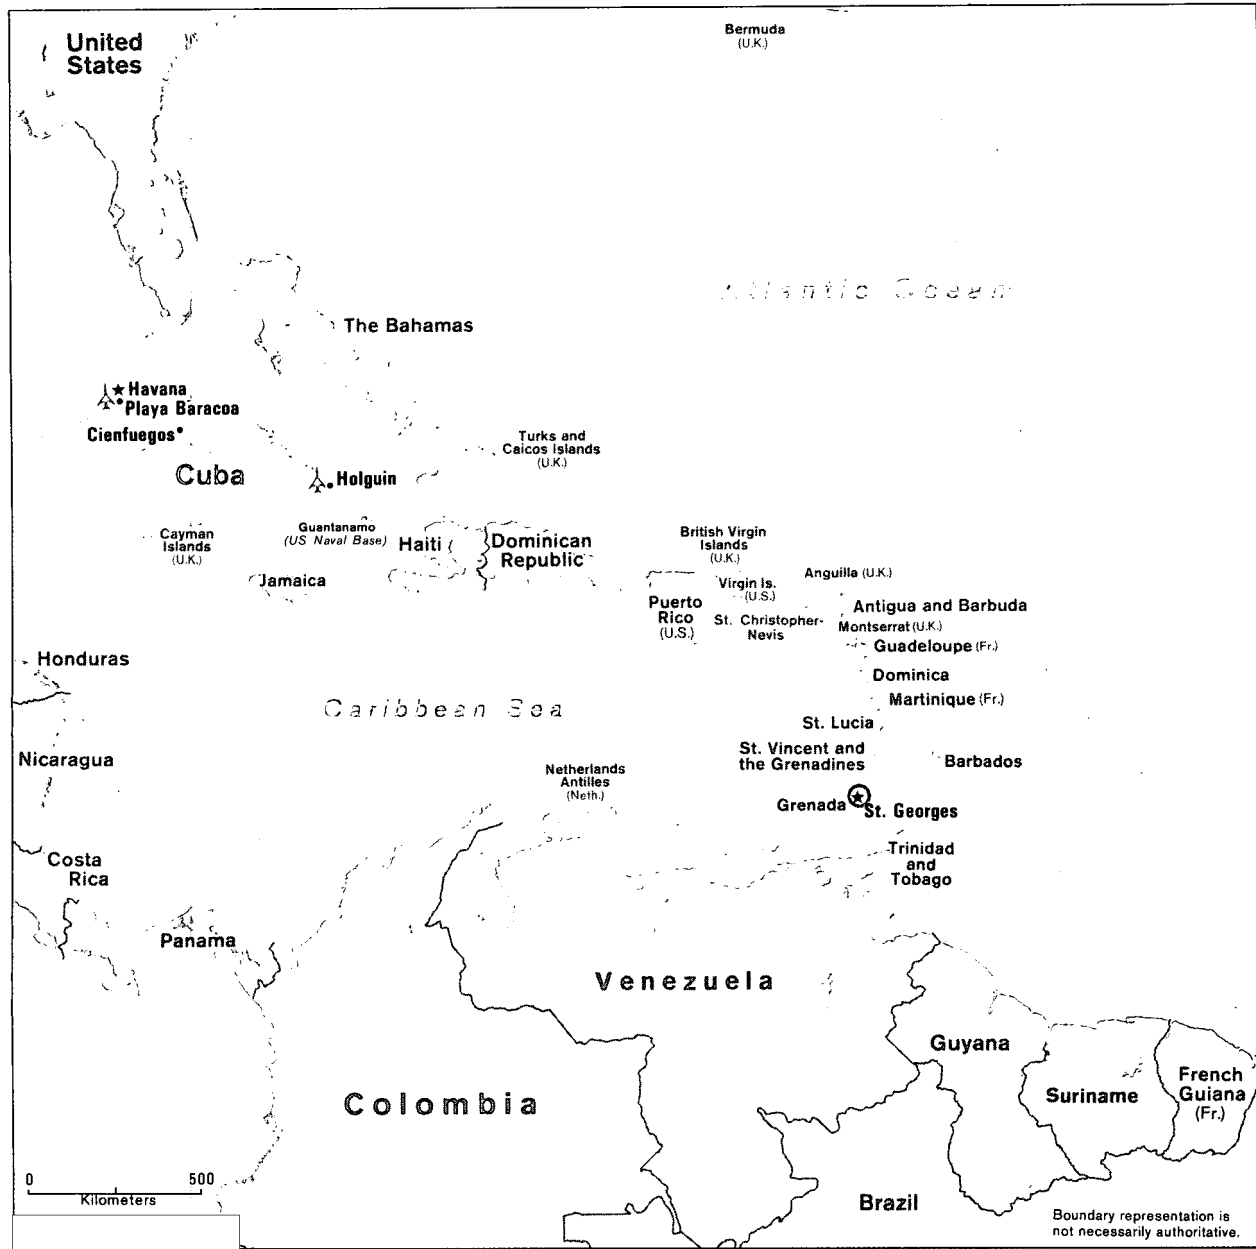 United
States
Bermuda
(U.K.)
Atlantic Ocean
The Bahamas
Havana
Playa Baracoa
Cienfuegos
Cuba
Holguin
Turks and
Caicos Islands
(U.K.)
Cayman
Islands
(U.K.)
Guantanamo
(US Naval Base)
Haiti
Dominican
Republic
Jamaica
British Virgin
Islands
(U.K.)
Virgin Is.
(U.S.)
Anguilla (U.K.)
Puerto
Rico
(U.S.)
St. Christopher-
Nevis
Antigua and Barbuda
Montserrat (U.K.)
Guadeloupe (Fr.)
Dominica
Martinique (Fr.)
St. Lucia
St. Vincent and
the Grenadines
Barbados
Grenada
St. Georges
Honduras
Caribbean Sea
Nicaragua
Netherlands
Antilles
(Neth.)
Trinidad
and
Tobago
Costa
Rica
Panama
Venezuela
Guyana
Suriname
French
Guiana
(Fr.)
Colombia
Brazil
0 500
Kilometers
Boundary representation is
not necessarily authoritative.